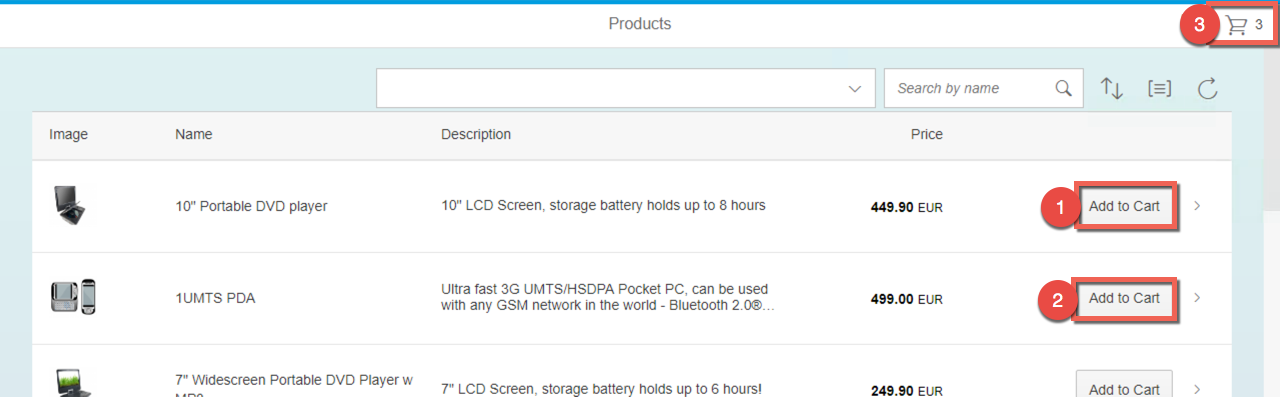 Products
3
3
Search by name
Image Name Description Price
10" Portable DVD player
10" LCD Screen, storage battery holds up to 8 hours
449.90 EUR
1
Add to Cart
1UMTS PDA
Ultra fast 3G UMTS/HSDPA Pocket PC, can be used
with any GSM network in the world - Bluetooth 2.0®...
499.00 EUR
2
Add to Cart
7" Widescreen Portable DVD Player w
7" LCD Screen, storage battery holds up to 6 hours!
249.90 EUR
Add to Cart